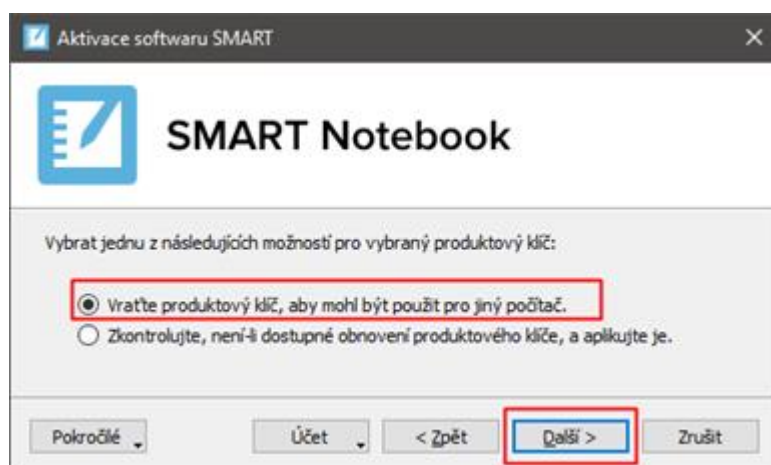 Aktivace softwaru SMART
SMART Notebook
Vybrat jednu z následujících možností pro vybraný produktový klíč:
Vraťte produktový klíč, aby mohl být použit pro jiný počítač.
Zkontrolujte, není-li dostupné obnovení produktového klíče, a aplikujte je.
Pokročilé Účet < Zpět Další > Zrušit